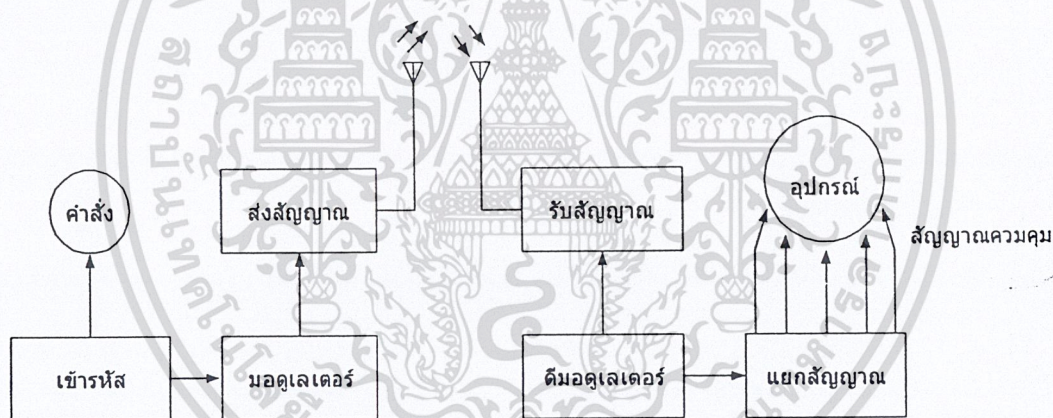 คำสั่ง
ส่งสัญญาณ
รับสัญญาณ
อุปกรณ์
สัญญาณควมคุม
เข้ารหัส
มอดูเลเตอร์
ดีมอดูเลเตอร์
แยกสัญญาณ